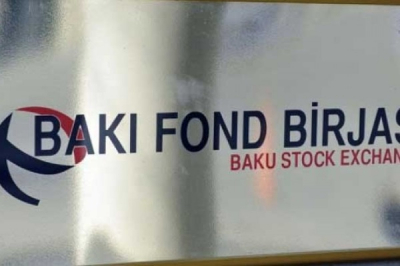 BAKI FOND BİRJAS
BAKU STOCK EXCHAN